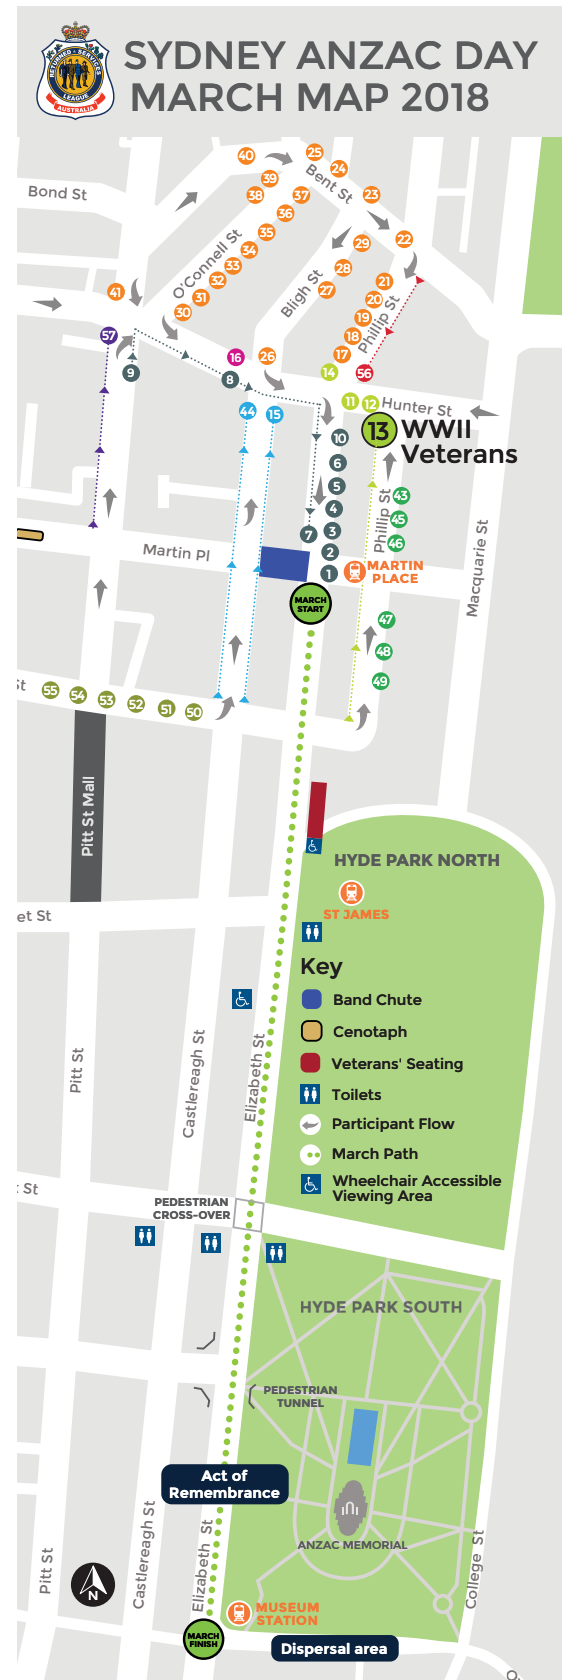 SYDNEY ANZAC DAY
MARCH MAP 2018
RETURNED & SERVICES
LEAGUE
AUSTRALIA
40
25
24
Bent St
39
38
37
23
Bond St
36
35
34
33
32
31
30
O'Connell St
22
29
28
27
Bligh St
21
20
19
18
17
Phillip St
41
57
9
16
26
8
14
56
44
15
11
12
Hunter St
13
WWII
Veterans
10
6
5
4
3
7
2
1
43
45
46
Phillip St
Macquarie St
Martin Pl
MARTIN
PLACE
MARCH
START
47
48
49
St
55
54
53
52
51
50
Pitt St Mall
HYDE PARK NORTH
ST JAMES
et St
Key
Band Chute
Cenotaph
Veterans' Seating
Toilets
Participant Flow
March Path
Wheelchair Accessible
Viewing Area
Pitt St
Castlereagh St
Elizabeth St
St
PEDESTRIAN
CROSS-OVER
HYDE PARK SOUTH
PEDESTRIAN
TUNNEL
Act of
Remembrance
ANZAC MEMORIAL
Pitt St
Castlereagh St
Elizabeth St
College St
N
MUSEUM
STATION
MARCH
FINISH
Dispersal area